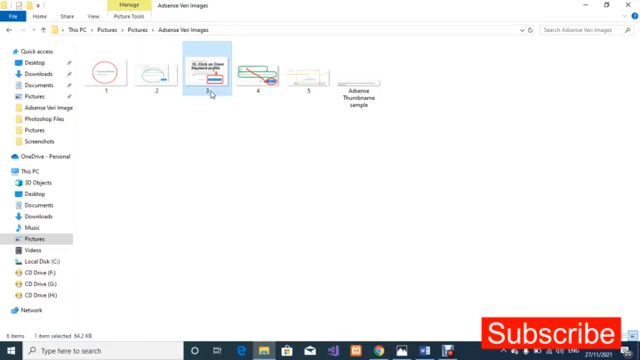 Manage
Adsense Veri Images
File
Home
Share
View
Picture Tools
This PC
Pictures
Pictures
Adsense Veri Images
Search Adsense Veri Images
Quick access
Desktop
Downloads
Documents
Pictures
Adsense Veri Image
Photoshop Files
Pictures
Screenshots
OneDrive - Personal
This PC
3D Objects
Desktop
Documents
Downloads
Music
Pictures
Videos
Local Disk (C:)
CD Drive (F:)
CD Drive (G:)
CD Drive (H:)
Network
1
2
3
4
5
Adsense
Thumbname
sample
6 items
1 item selected 64.2 KB
Subscribe
Type here to search
ENG
27/11/2021